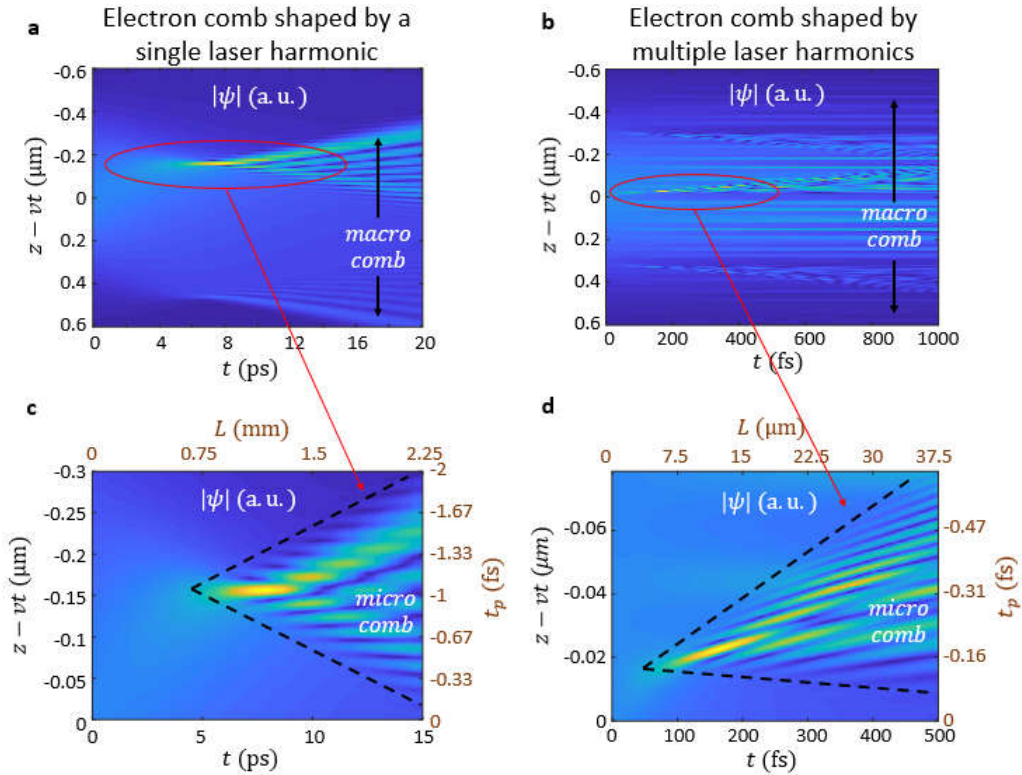 a
Electron comb shaped by a
single laser harmonic
b
Electron comb shaped by
multiple laser harmonics
-0.6
-0.4
-0.2
0
0.2
0.4
0.6
z − vt (μm)
|ψ| (a. u.)
macro
comb
0
4
8
12
16
20
t (ps)
-0.6
-0.4
-0.2
0
0.2
0.4
0.6
z − vt (μm)
|ψ| (a. u.)
macro
comb
0
200
400
600
800
1000
t (fs)
c
L (mm)
0
0.75
1.5
2.25
-0.3
-0.25
-0.2
-0.15
-0.1
-0.05
0
z − vt (μm)
|ψ| (a. u.)
micro
comb
-2
-1.67
-1.33
-1
-0.67
-0.33
0
t_p (fs)
0
5
10
15
t (ps)
d
L (μm)
0
7.5
15
22.5
30
37.5
-0.06
-0.04
-0.02
0
z − vt (μm)
|ψ| (a. u.)
micro
comb
-0.47
-0.31
-0.16
0
t_p (fs)
0
100
200
300
400
500
t (fs)